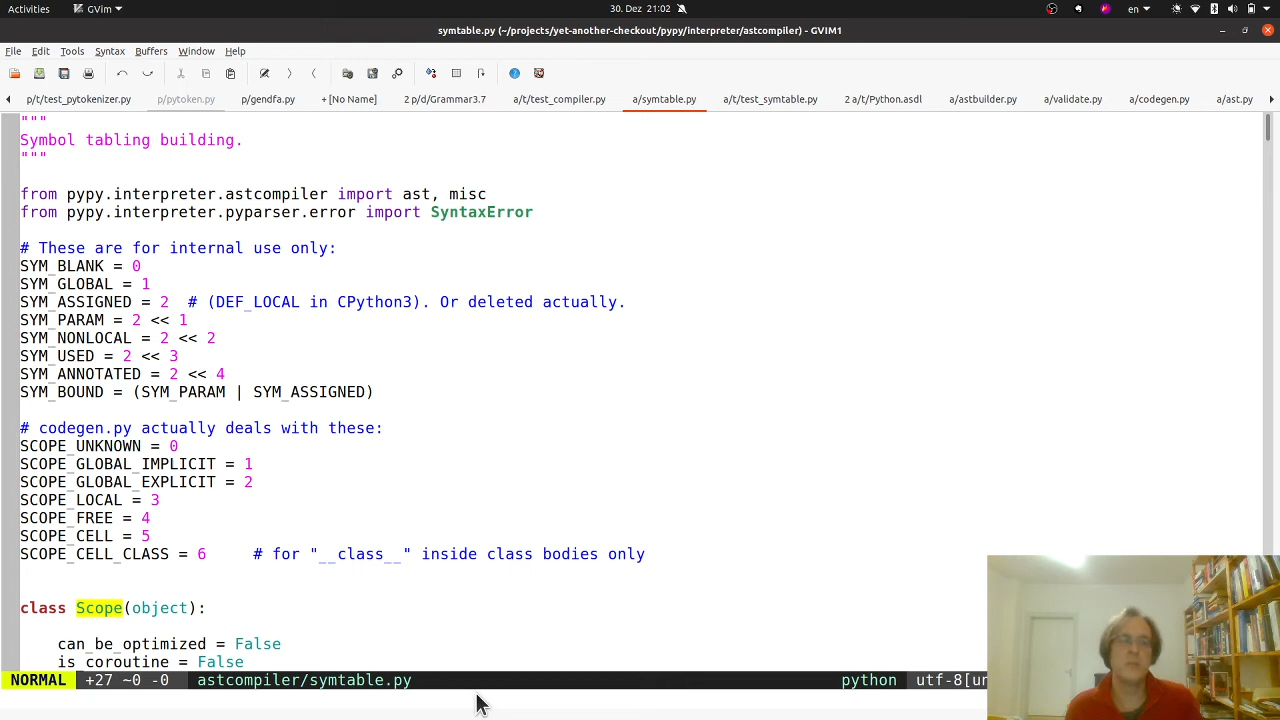 Activities GVim 30. Dez 21:02 en
symtable.py (~/projects/yet-another-checkout/pypy/interpreter/astcompiler) - GVIM1
File Edit Tools Syntax Buffers Window Help
p/t/test_pytokenizer.py p/pytoken.py p/gendfa.py + [No Name] 2 p/d/Grammar3.7 a/t/test_compiler.py a/symtable.py a/t/test_symtable.py 2 a/t/Python.asdl a/astbuilder.py a/validate.py a/codegen.py a/ast.py
"""
Symbol tabling building.
"""
from pypy.interpreter.astcompiler import ast, misc
from pypy.interpreter.pyparser.error import SyntaxError
# These are for internal use only:
SYM_BLANK = 0
SYM_GLOBAL = 1
SYM_ASSIGNED = 2  # (DEF_LOCAL in CPython3). Or deleted actually.
SYM_PARAM = 2 << 1
SYM_NONLOCAL = 2 << 2
SYM_USED = 2 << 3
SYM_ANNOTATED = 2 << 4
SYM_BOUND = (SYM_PARAM | SYM_ASSIGNED)
# codegen.py actually deals with these:
SCOPE_UNKNOWN = 0
SCOPE_GLOBAL_IMPLICIT = 1
SCOPE_GLOBAL_EXPLICIT = 2
SCOPE_LOCAL = 3
SCOPE_FREE = 4
SCOPE_CELL = 5
SCOPE_CELL_CLASS = 6     # for "__class__" inside class bodies only
class Scope(object):
can_be_optimized = False
is_coroutine = False
NORMAL +27 ~0 -0 astcompiler/symtable.py python utf-8[un